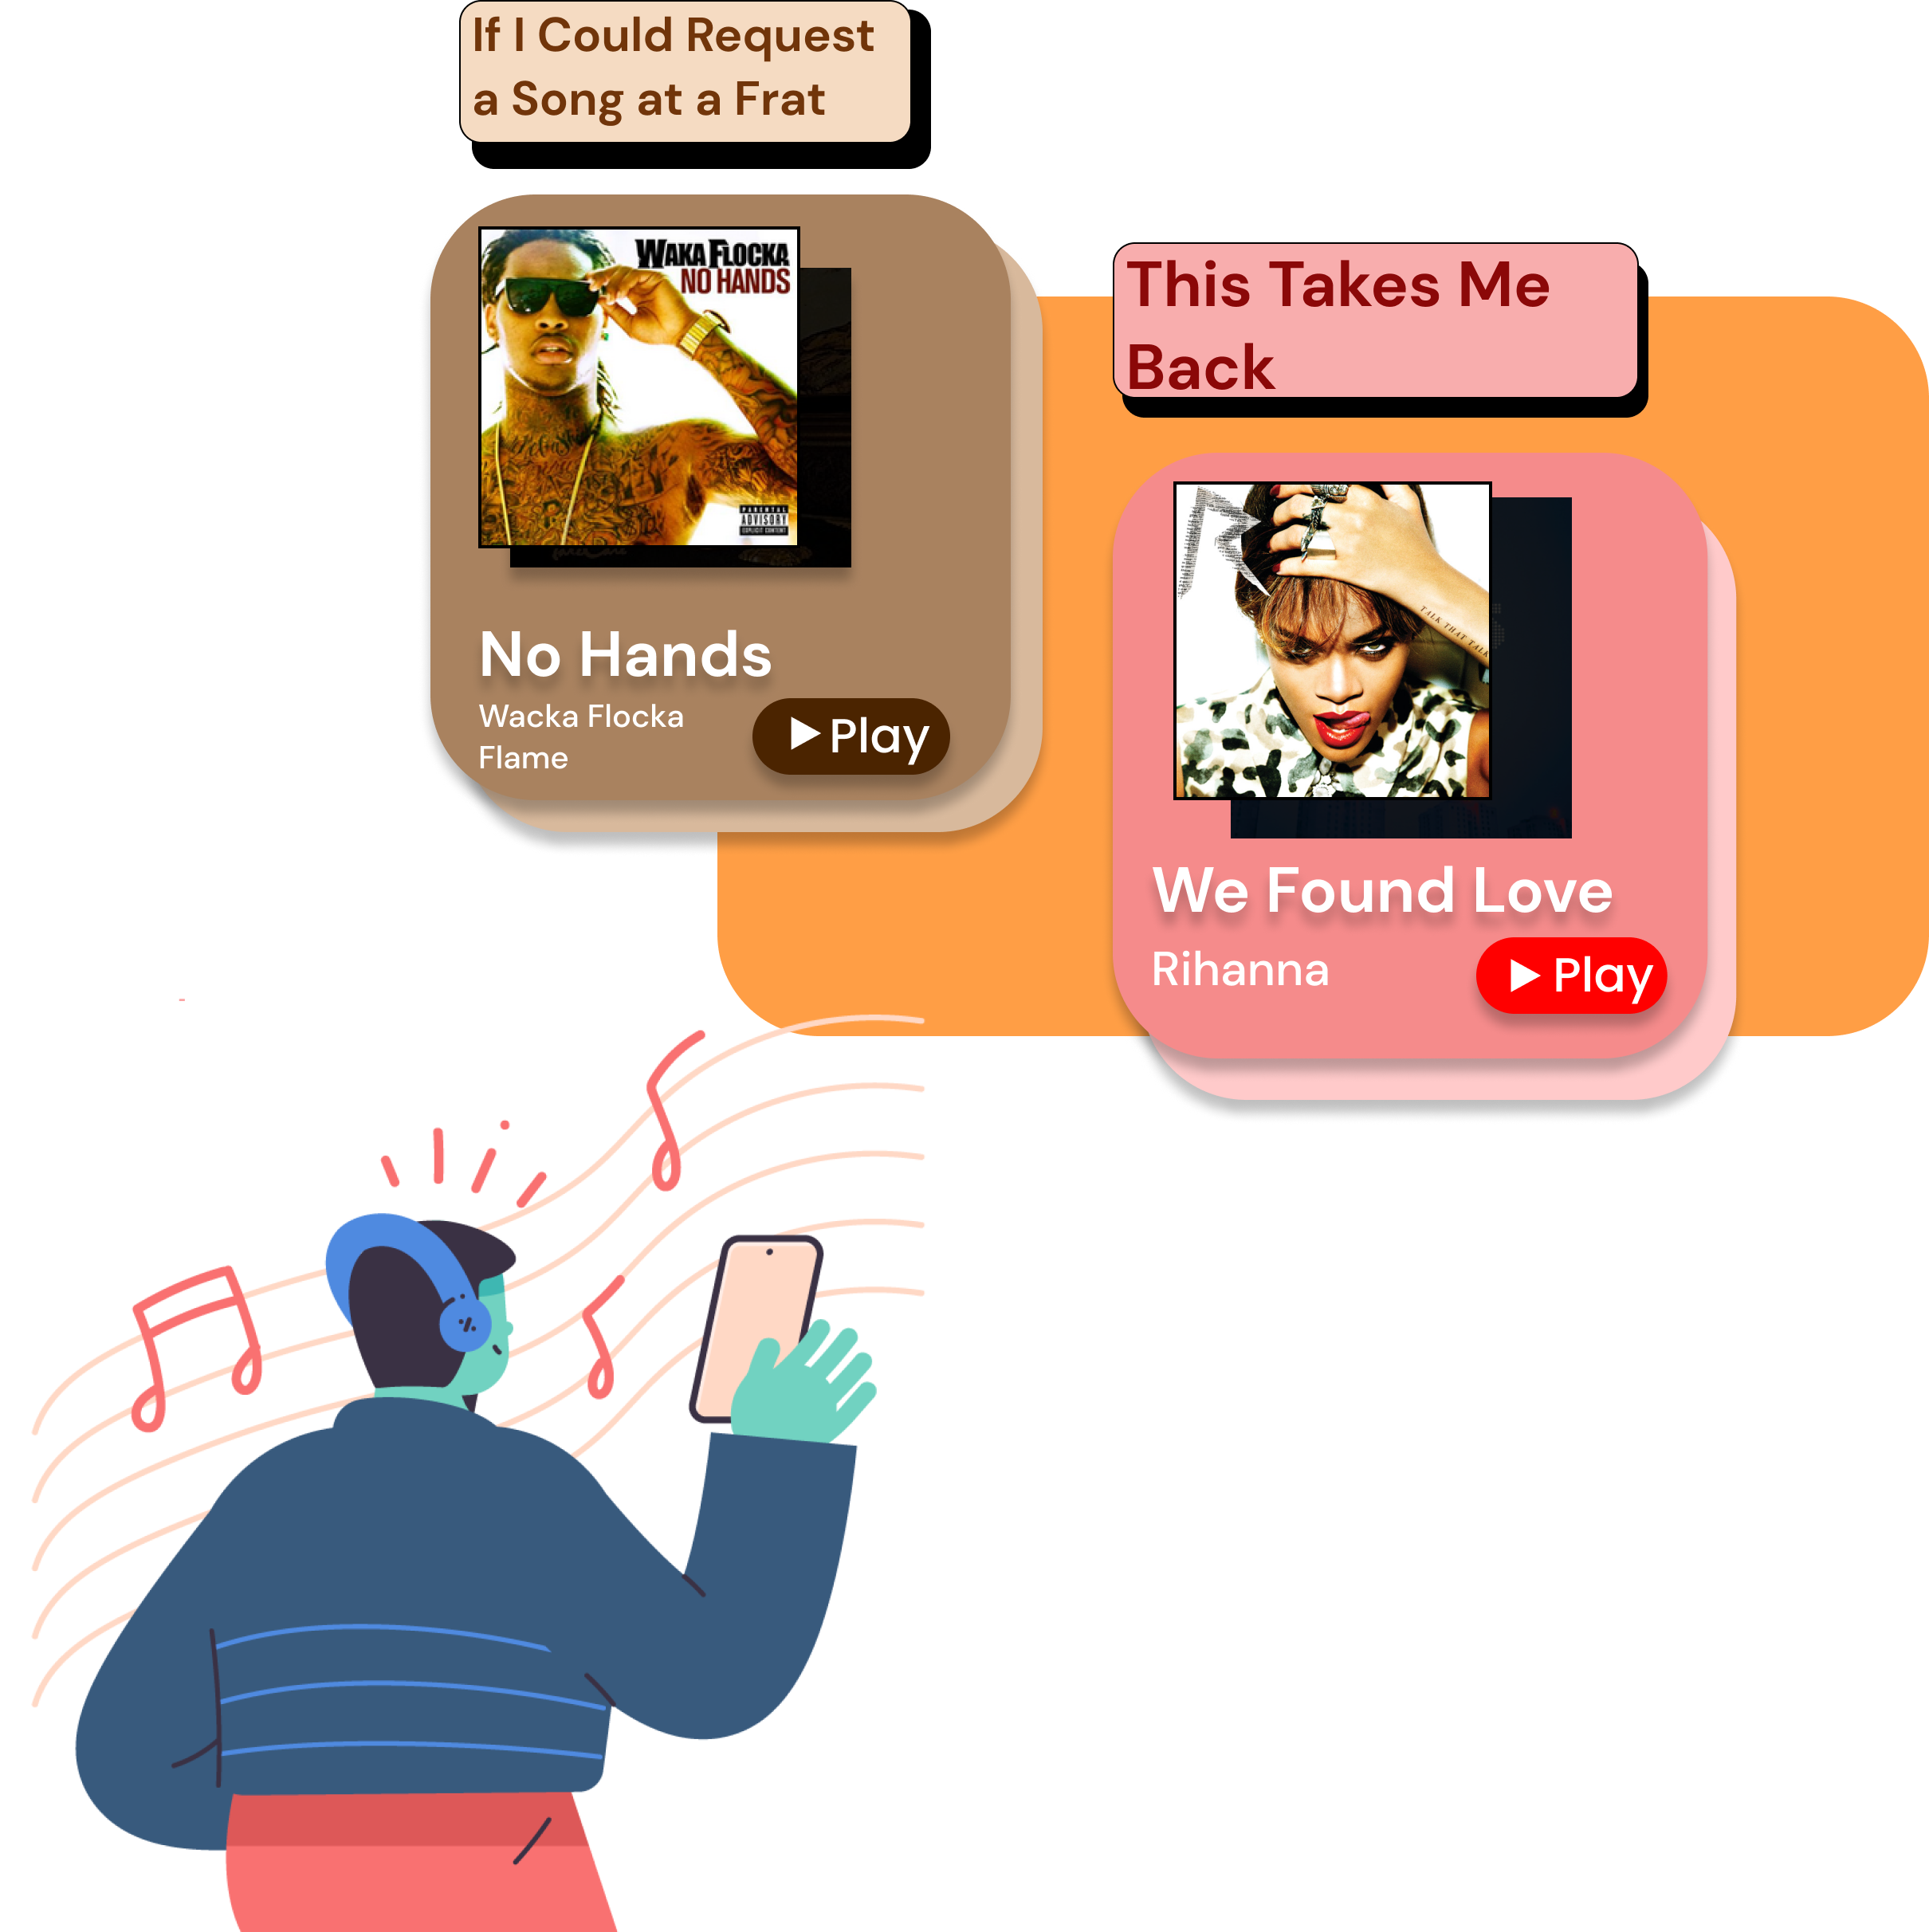 If I Could Request
a Song at a Frat
WAKA FLOCKA
NO HANDS
PARENTAL
ADVISORY
EXPLICIT CONTENT
No Hands
Wacka Flocka
Flame
Play
This Takes Me
Back
R
TALK THAT TALK
We Found Love
Rihanna
Play